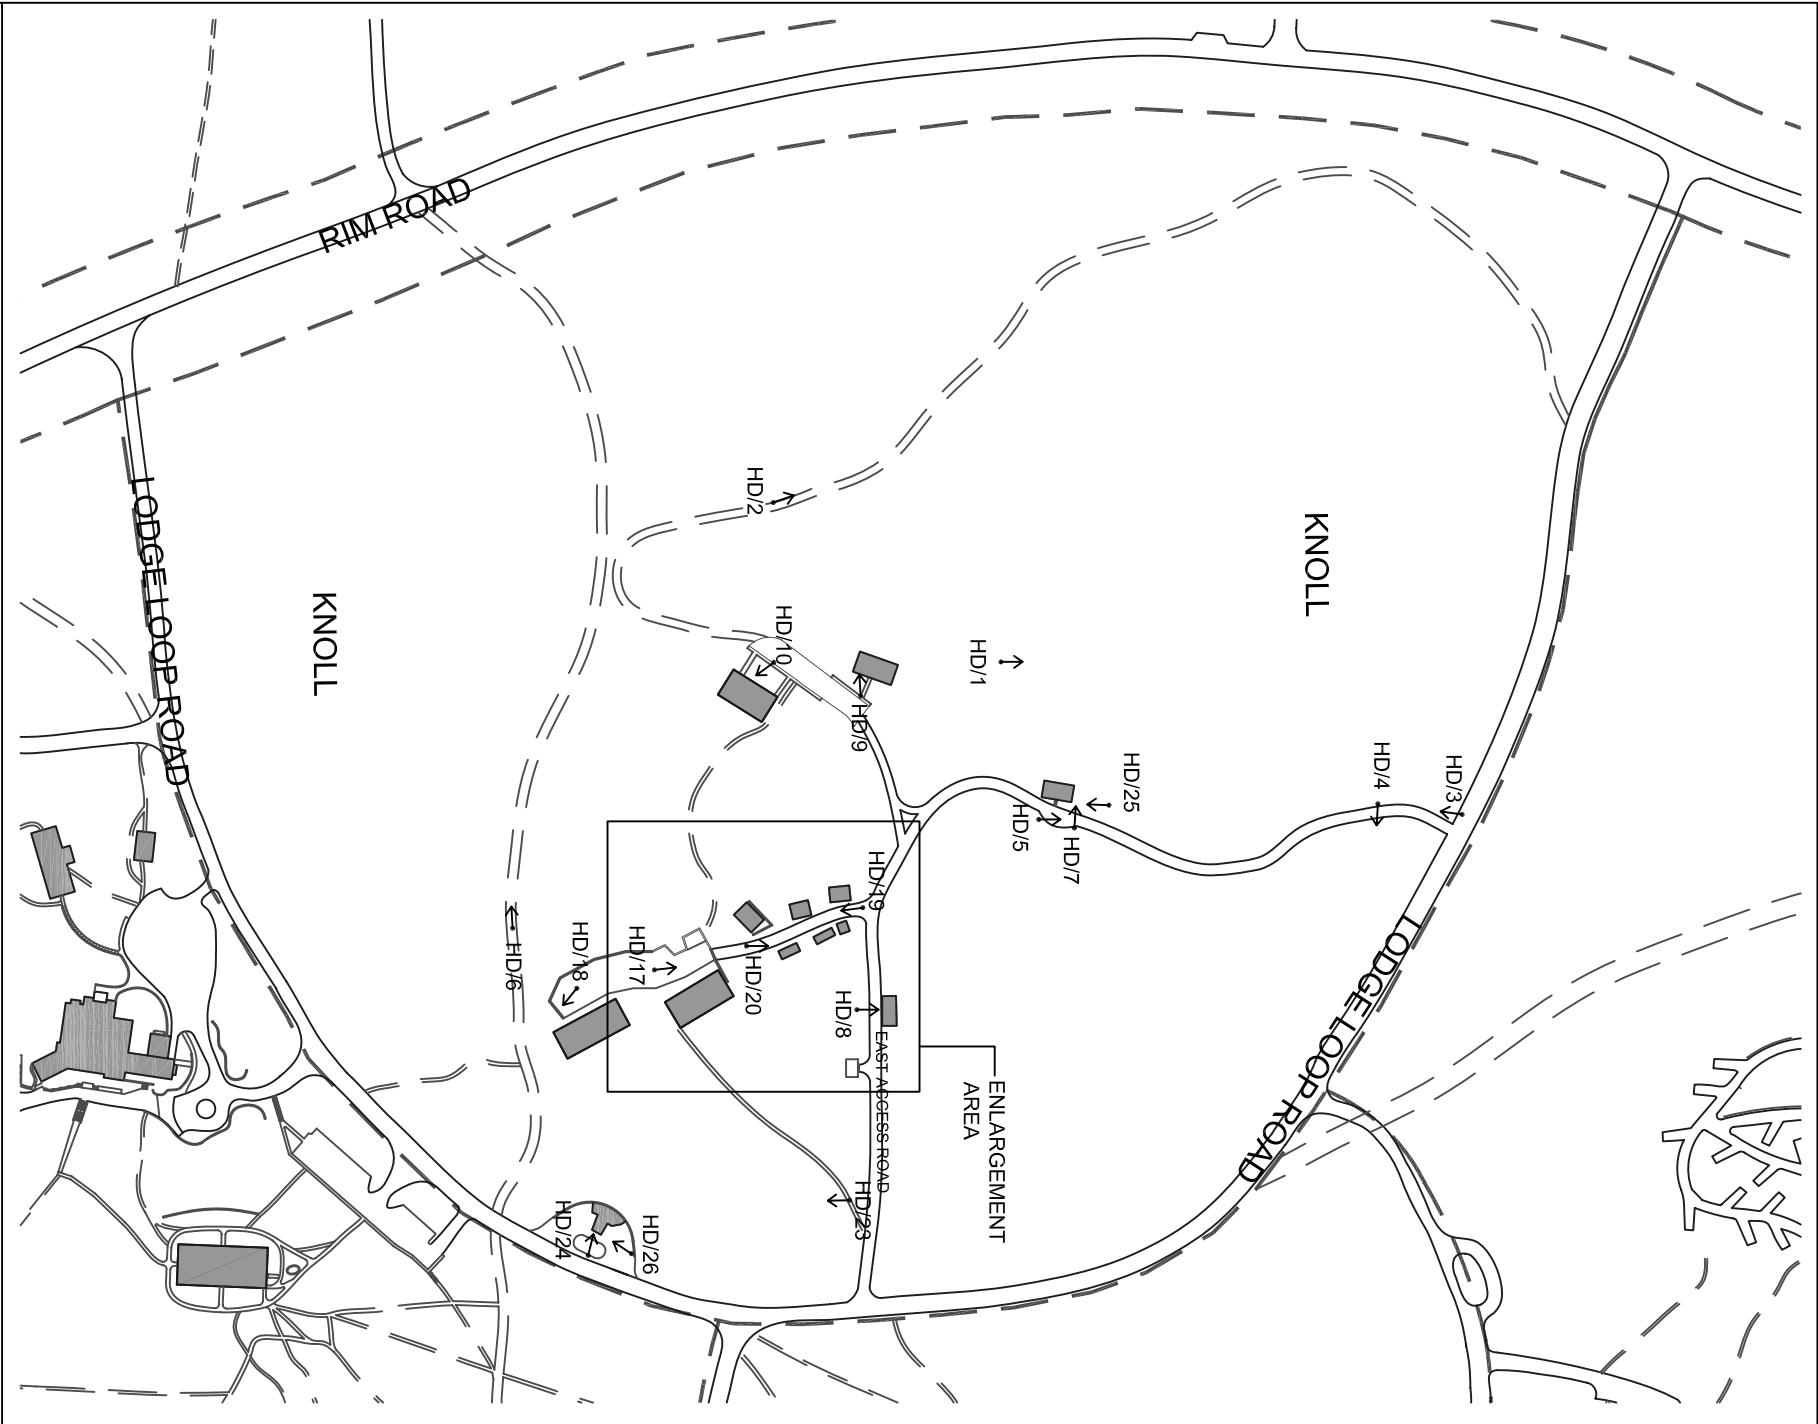 RIM ROAD
LODGE LOOP ROAD
KNOLL
HD/2
KNOLL
HD/10
HD/1
HD/9
HD/25
HD/4
HD/3
HD/5
HD/7
HD/19
LODGE LOOP ROAD
HD/6
HD/18
HD/17
HD/20
HD/8
EAST ACCESS ROAD
ENLARGEMENT
AREA
HD/23
HD/24
HD/26